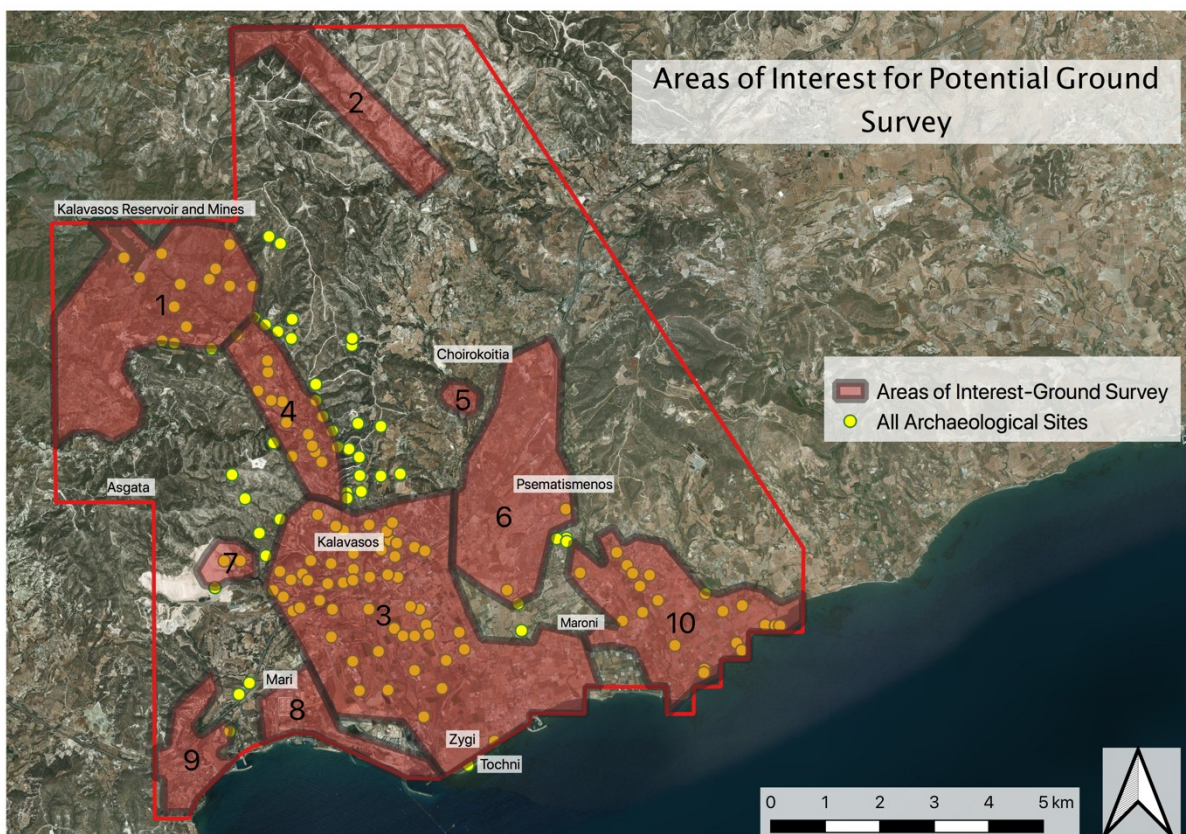 Areas of Interest for Potential Ground
Survey
2
Kalavasos Reservoir and Mines
1
Choirokoitia
Areas of Interest-Ground Survey
All Archaeological Sites
5
4
Asgata
Psematismenos
6
Kalavasos
7
3
Maroni
10
Mari
8
9
Zygi
Tochni
0 1 2 3 4 5 km